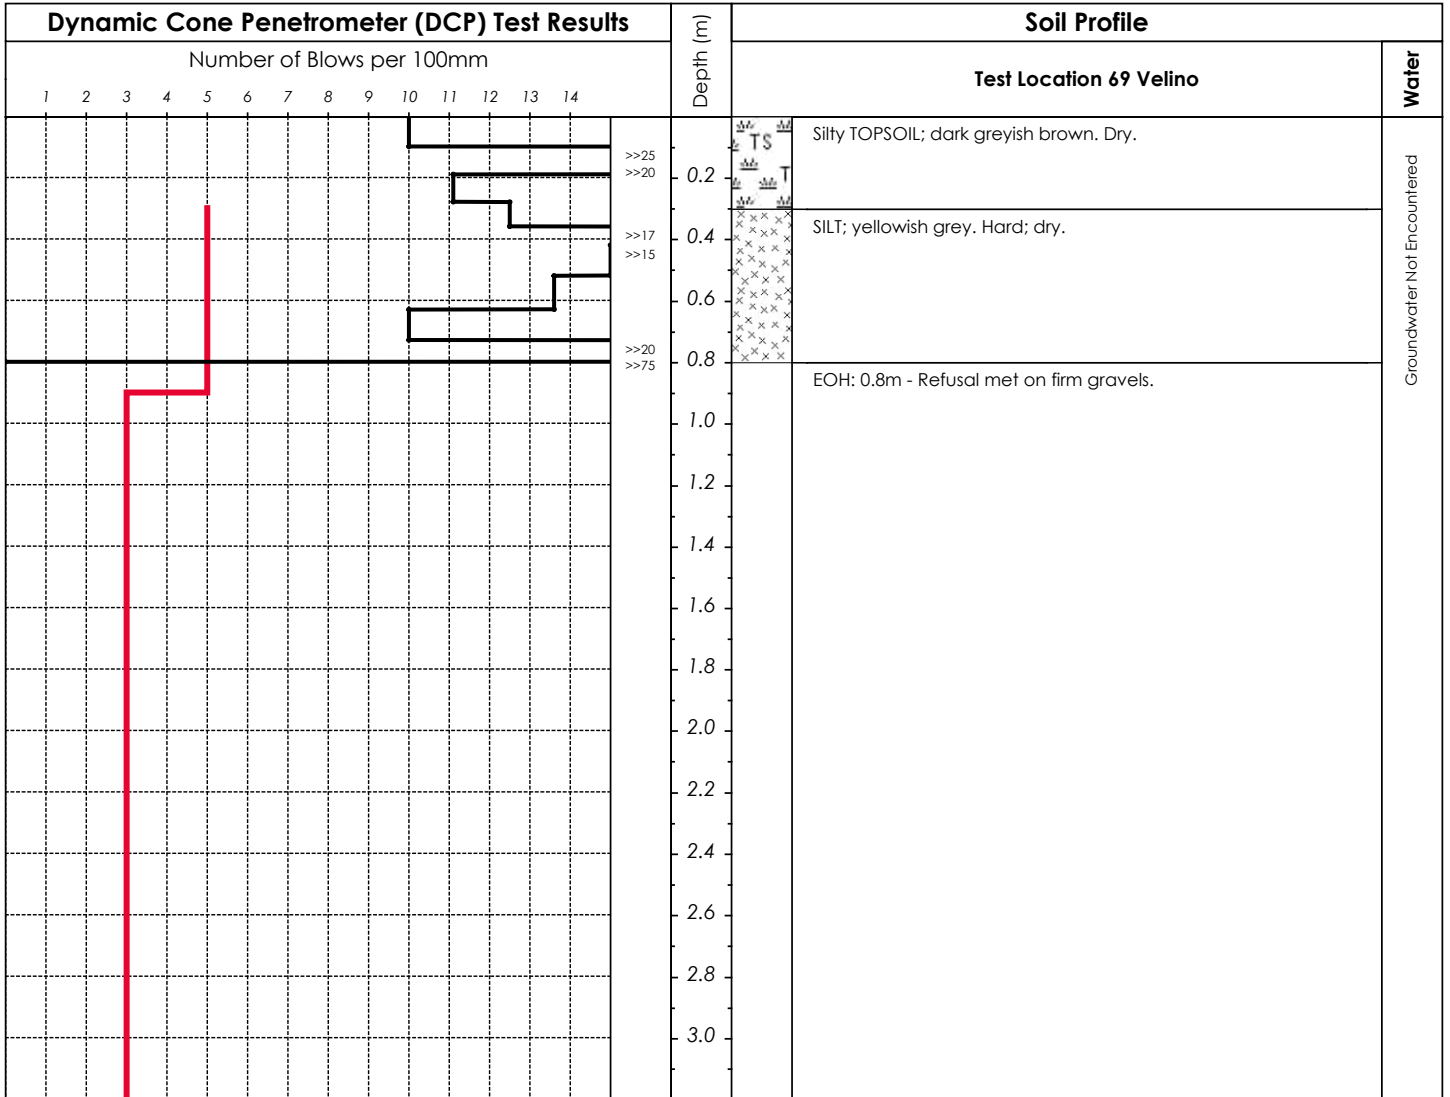 Dynamic Cone Penetrometer (DCP) Test Results
Number of Blows per 100mm
1 2 3 4 5 6 7 8 9 10 11 12 13 14
Depth (m)
Soil Profile
Test Location 69 Velino
Water
>>25
>>20
>>17
>>15
>>20
>>75
0.2
0.4
0.6
0.8
1.0
1.2
1.4
1.6
1.8
2.0
2.2
2.4
2.6
2.8
3.0
TS
T
Silty TOPSOIL; dark greyish brown. Dry.
SILT; yellowish grey. Hard; dry.
EOH: 0.8m - Refusal met on firm gravels.
Groundwater Not Encountered